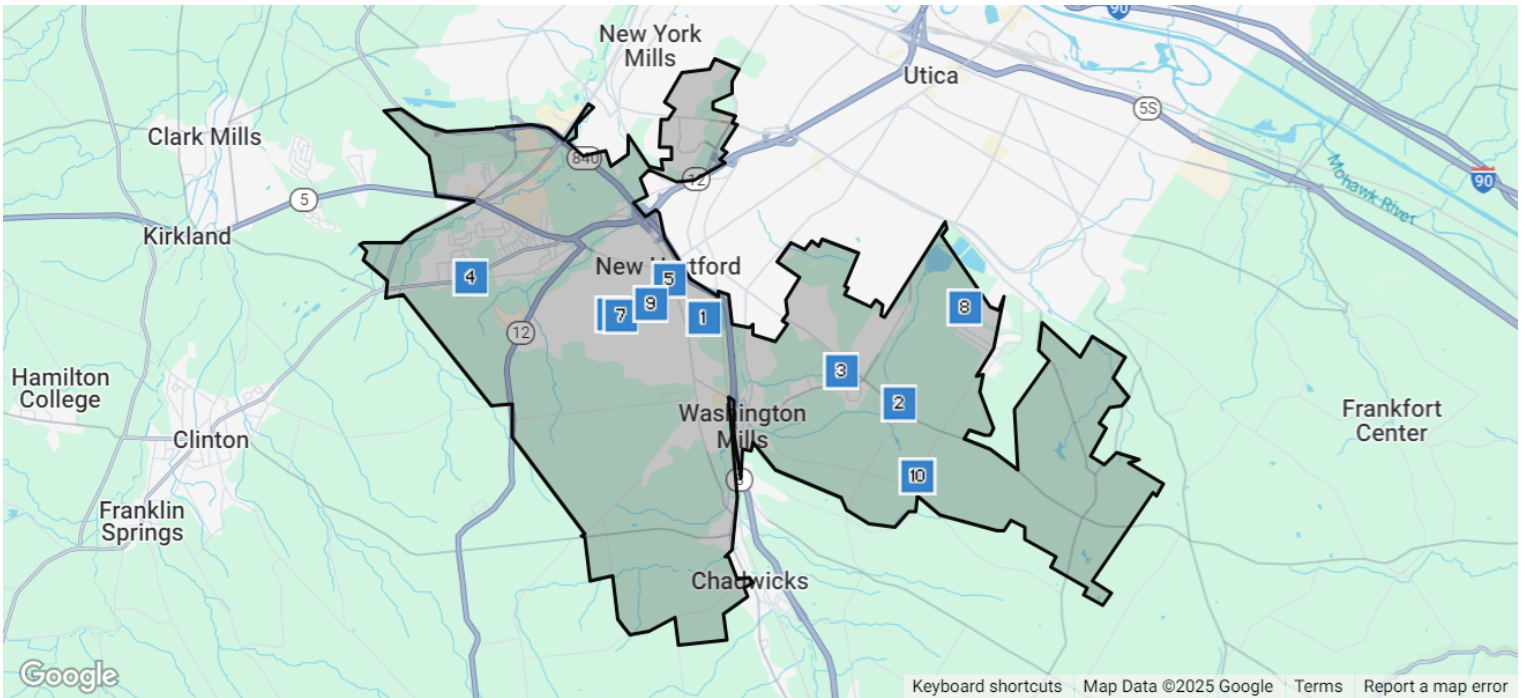 90
New York
Mills
Utica
5S
Clark Mills
840
Mohawk River
12
90
5
Kirkland
New Hartford
4
5
9
8
7
1
12
3
Hamilton
College
2
Washington
Mills
Frankfort
Center
Clinton
10
Franklin
Springs
Chadwicks
Google
Keyboard shortcuts
Map Data ©2025 Google
Terms
Report a map error